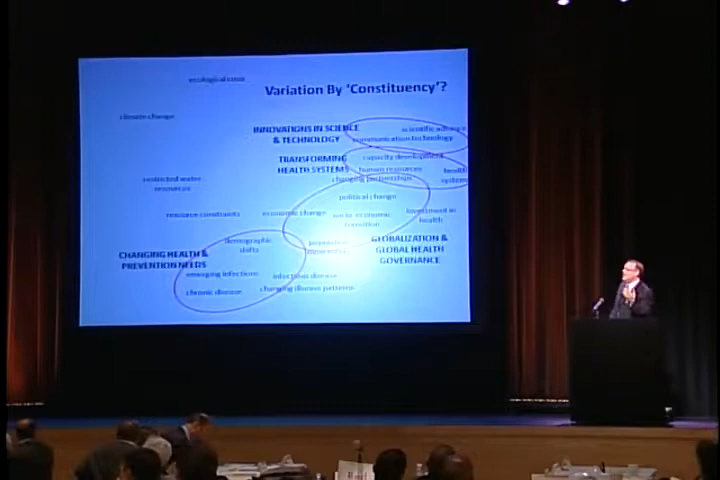 ecological crisis
Variation By 'Constituency'?
climate change
INNOVATIONS IN SCIENCE
& TECHNOLOGY
scientific advance
communication technology
TRANSFORMING
HEALTH SYSTEMS
capacity development
human resources
changing partnerships
health
systems
restricted water
resources
political change
resource constraints
economic change
socio-economic
transition
investment in
health
demographic
shifts
population
GLOBALIZATION &
GLOBAL HEALTH
GOVERNANCE
CHANGING HEALTH &
PREVENTION NEEDS
emerging infections
infectious disease
chronic disease
changing disease patterns